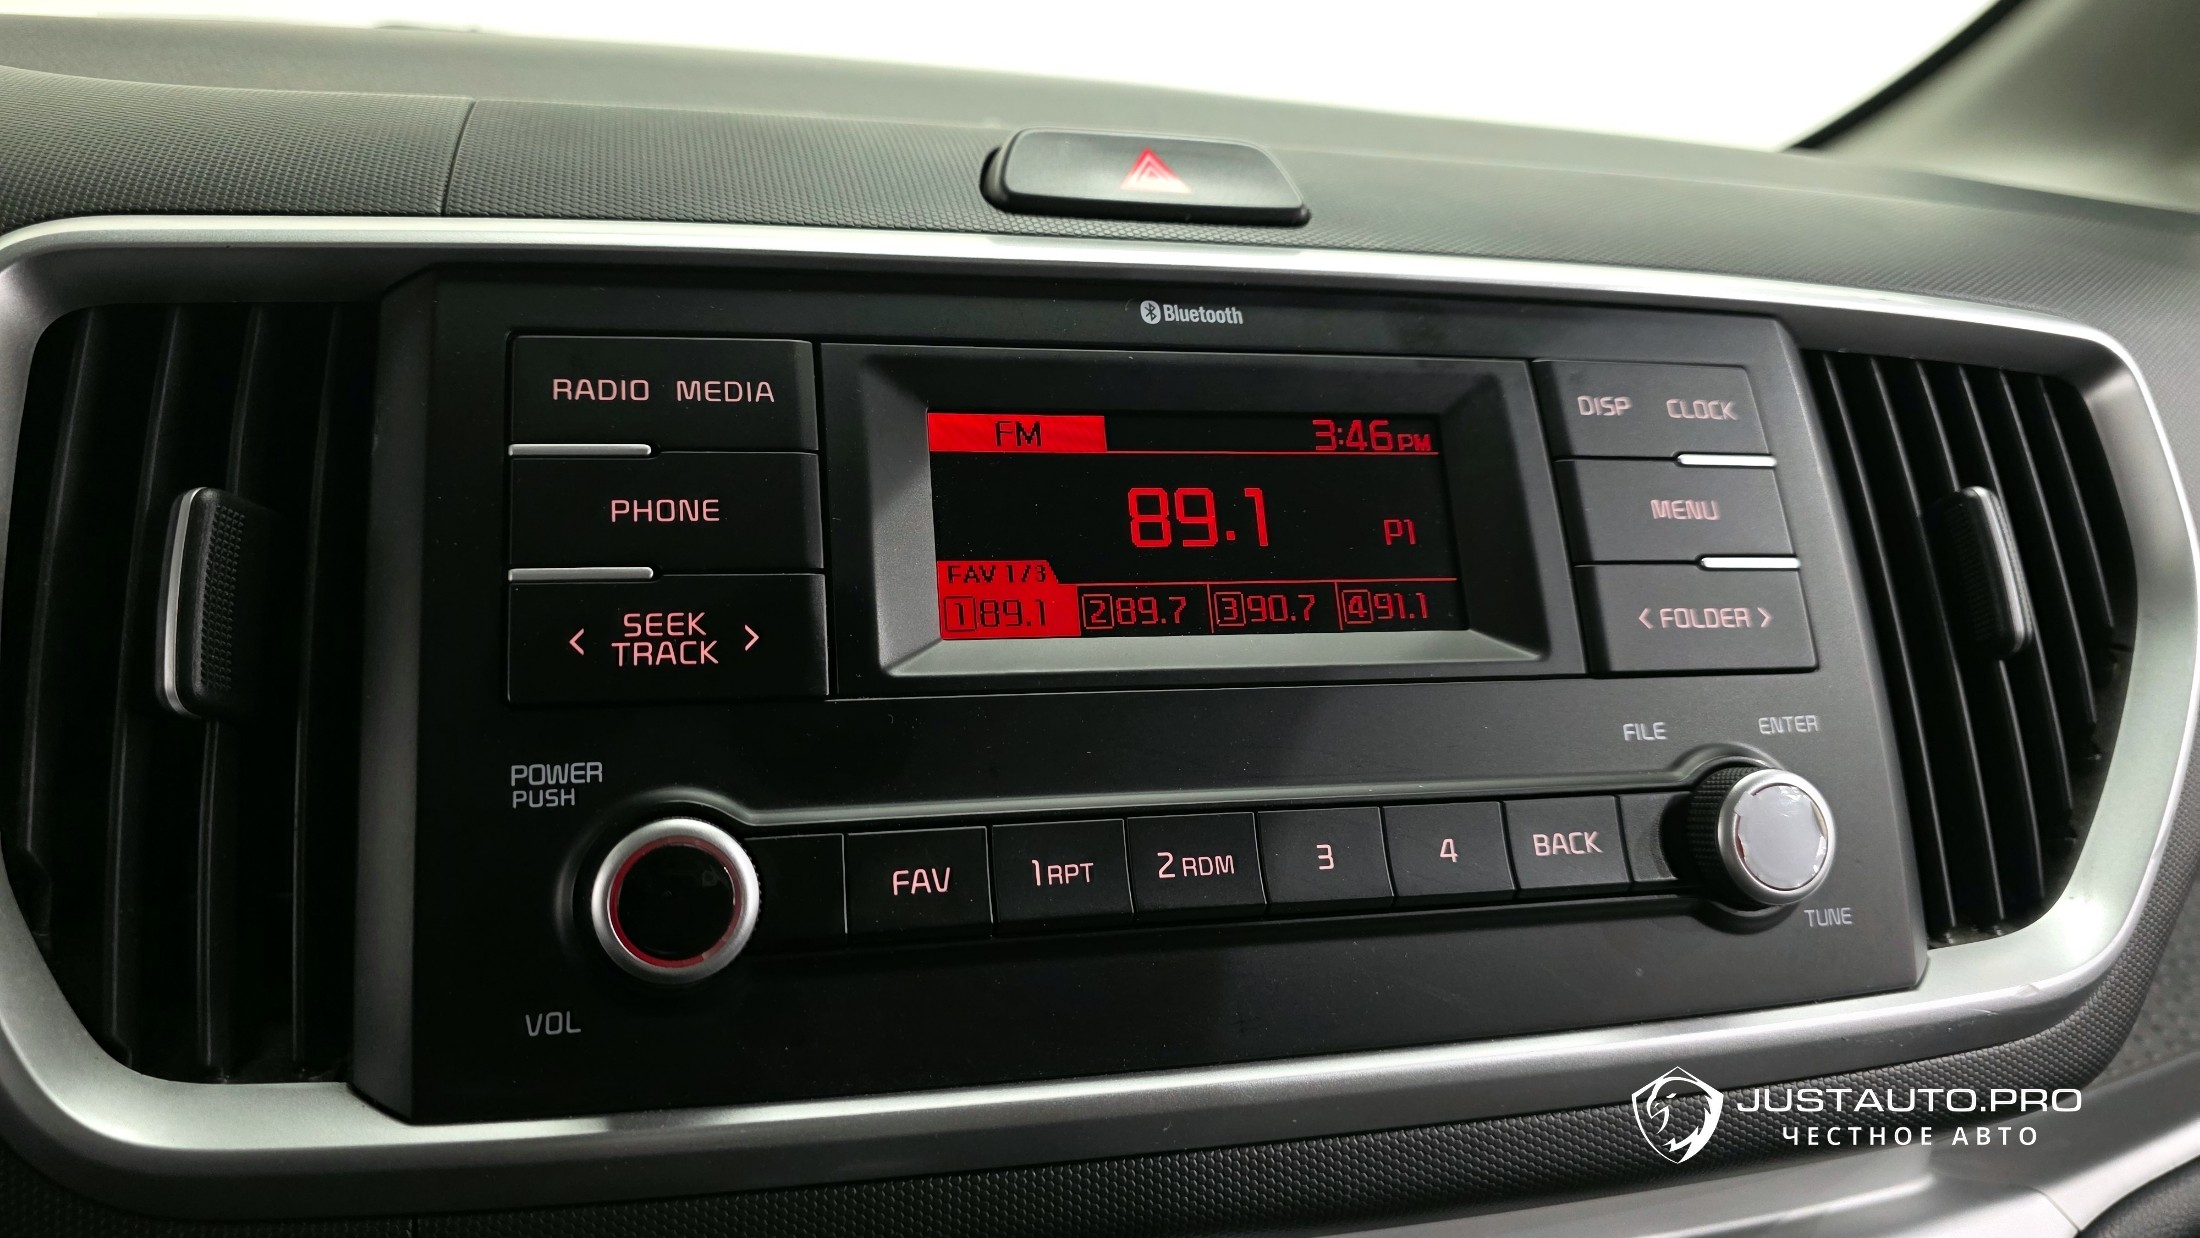 Bluetooth
RADIO MEDIA
PHONE
< SEEK TRACK >
FM 3:46 PM
89.1 P1
FAV 1/3
1 89.1 2 89.7 3 90.7 4 91.1
DISP CLOCK
MENU
< FOLDER >
POWER
PUSH
VOL
FAV 1 RPT 2 RDM 3 4 BACK
FILE ENTER
TUNE
JUSTAUTO.PRO
ЧЕСТНОЕ АВТО